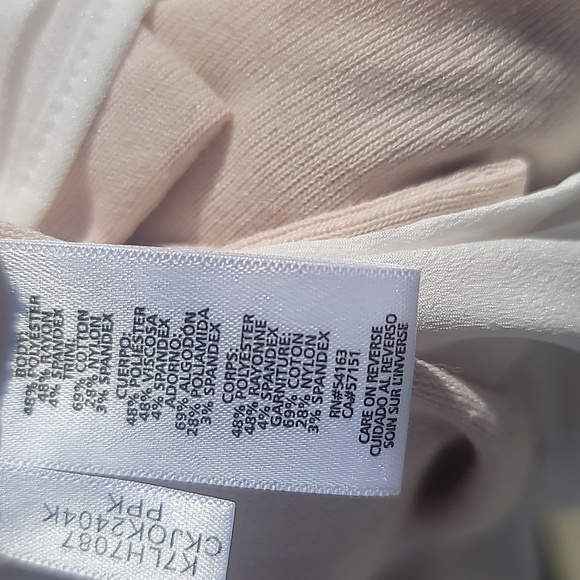 BODY:
48% POLYESTER
48% RAYON
4% SPANDEX
TRIM:
69% COTTON
28% NYLON
3% SPANDEX
CUERPO:
48% POLIESTER
48% VISCOSA
4% SPANDEX
ADORNO:
69% ALGODÓN
28% POLIAMIDA
3% SPANDEX
CORPS:
48% POLYESTER
48% RAYONNE
4% SPANDEX
GARNITURE:
69% COTON
28% NYLON
3% SPANDEX
RN#54163
CA#57151
CARE ON REVERSE
CUIDADO AL REVERSO
SOIN SUR L'INVERSE
K7LH7087
CKJOK2404K
PPK